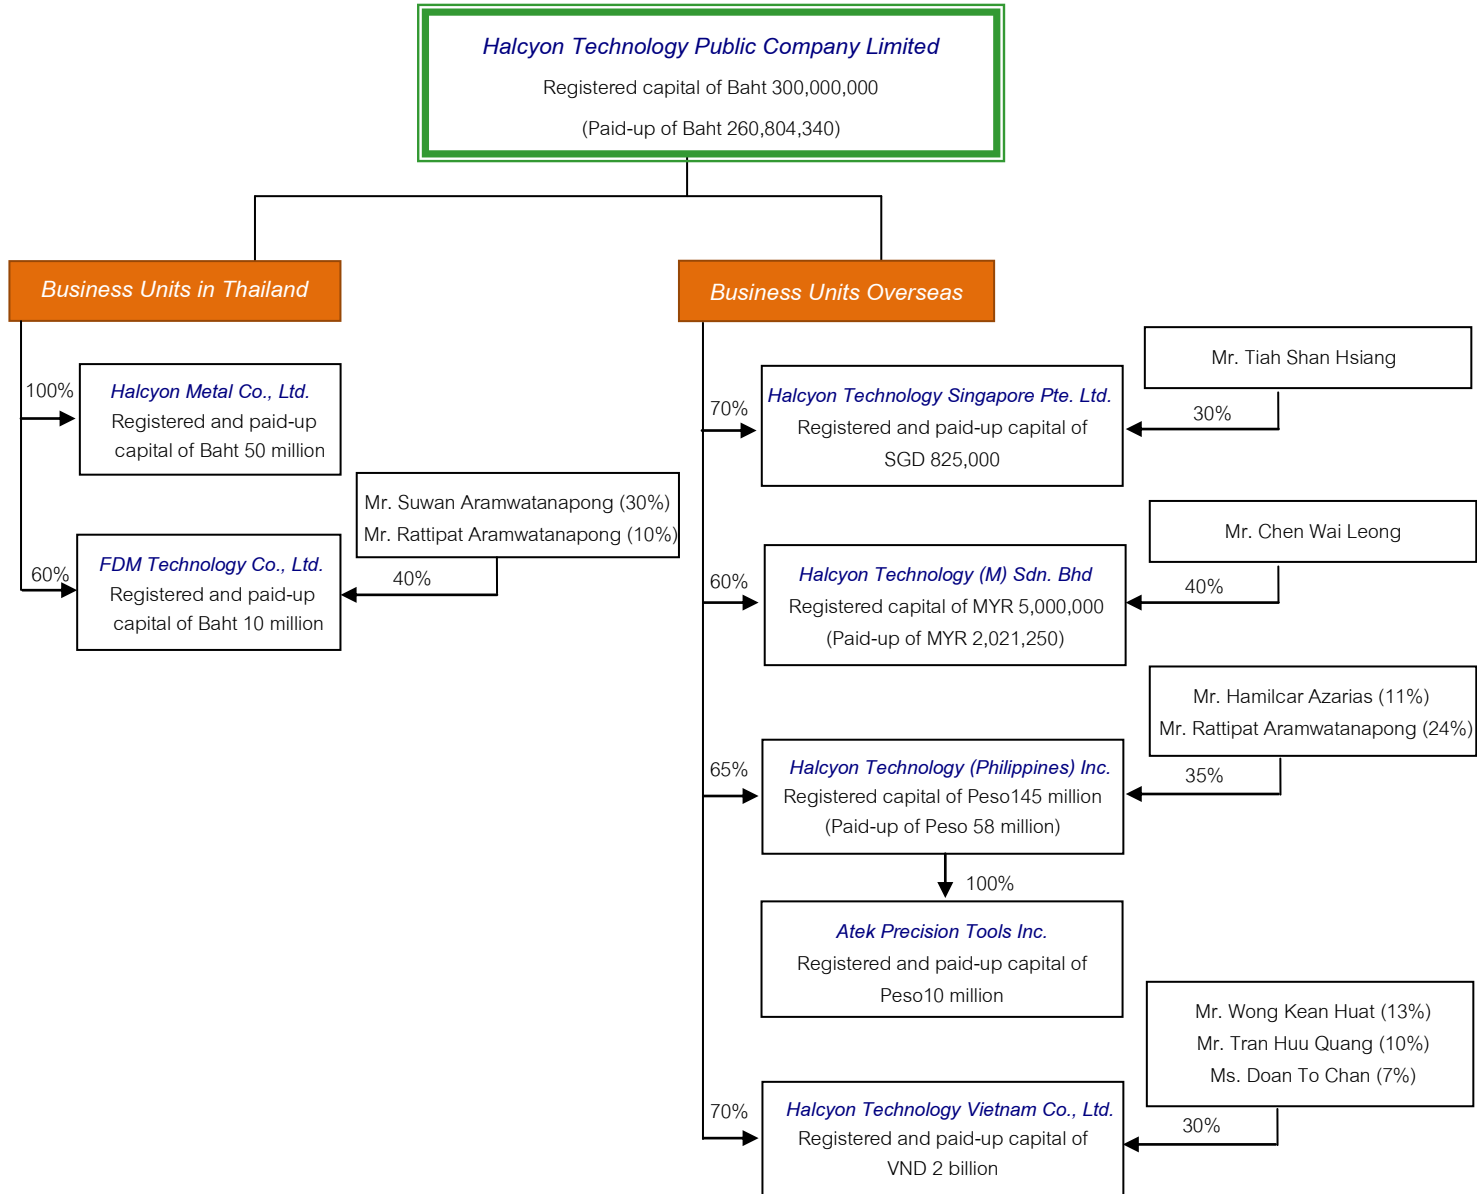 Halcyon Technology Public Company Limited
Registered capital of Baht 300,000,000
(Paid-up of Baht 260,804,340)
Business Units in Thailand
100%
Halcyon Metal Co., Ltd.
Registered and paid-up
capital of Baht 50 million
Mr. Suwan Aramwatanapong (30%)
Mr. Rattipat Aramwatanapong (10%)
60%
FDM Technology Co., Ltd.
Registered and paid-up
capital of Baht 10 million
40%
Business Units Overseas
Mr. Tiah Shan Hsiang
70%
Halcyon Technology Singapore Pte. Ltd.
Registered and paid-up capital of
SGD 825,000
30%
Mr. Chen Wai Leong
60%
Halcyon Technology (M) Sdn. Bhd
Registered capital of MYR 5,000,000
(Paid-up of MYR 2,021,250)
40%
Mr. Hamilcar Azarias (11%)
Mr. Rattipat Aramwatanapong (24%)
65%
Halcyon Technology (Philippines) Inc.
Registered capital of Peso145 million
(Paid-up of Peso 58 million)
35%
100%
Atek Precision Tools Inc.
Registered and paid-up capital of
Peso10 million
Mr. Wong Kean Huat (13%)
Mr. Tran Huu Quang (10%)
Ms. Doan To Chan (7%)
70%
Halcyon Technology Vietnam Co., Ltd.
Registered and paid-up capital of
VND 2 billion
30%